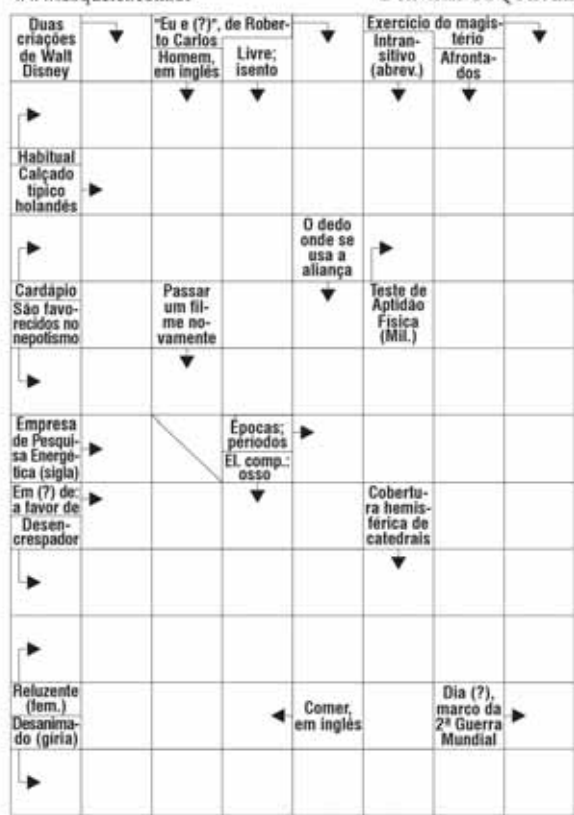 Duas
criações
de Walt
Disney
"Eu e (?)", de Rober-
to Carlos
Homem,
em inglês
Livre;
isento
Exercício do magis-
tério
Intran-
sitivo
(abrev.)
Afronta-
dos
Habitual
Calçado
típico
holandês
O dedo
onde se
usa a
aliança
Cardápio
São favo-
recidos no
nepotismo
Passar
um fil-
me no-
vamente
Teste de
Aptidão
Física
(Mil.)
Empresa
de Pesqui-
sa Energé-
tica (sigla)
Épocas;
períodos
El. comp.:
osso
Em (?) de:
a favor de
Desen-
crespador
Cobertu-
ra hemis-
férica de
catedrais
Reluzente
(fem.)
Desanima-
do (gíria)
Comer,
em inglês
Dia (?),
marco da
2ª Guerra
Mundial